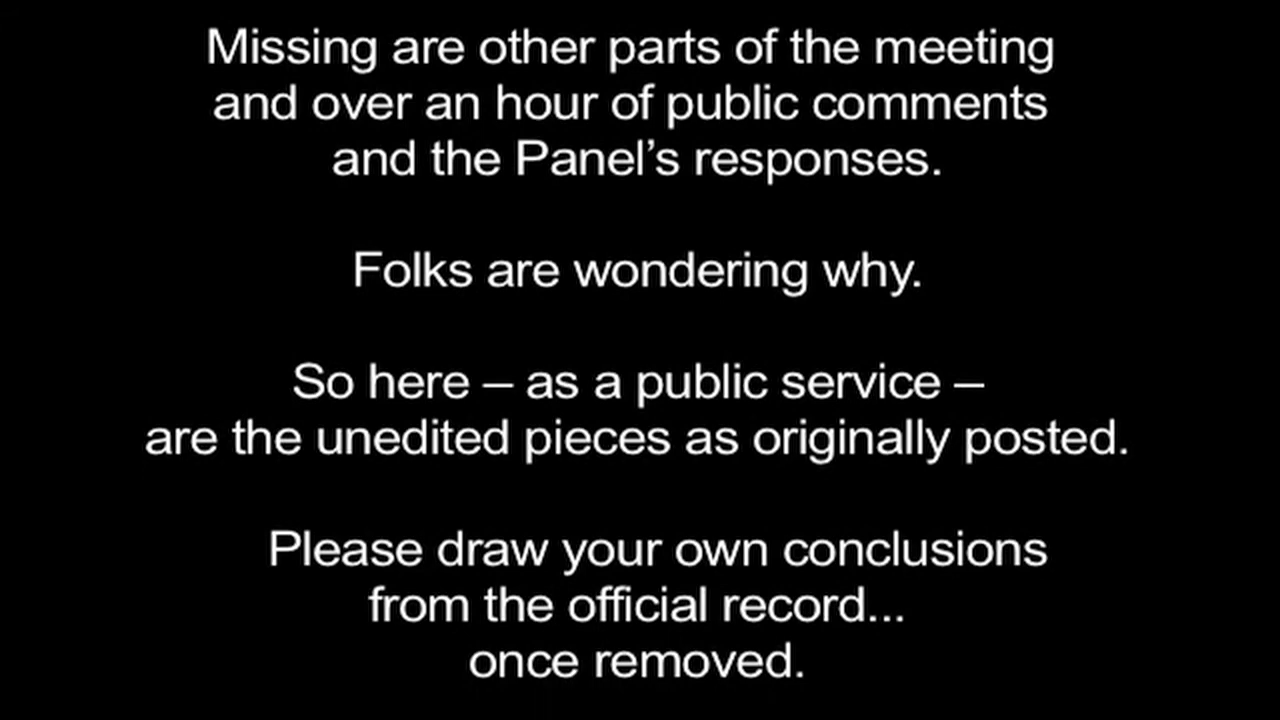 Missing are other parts of the meeting
and over an hour of public comments
and the Panel’s responses.
Folks are wondering why.
So here – as a public service –
are the unedited pieces as originally posted.
Please draw your own conclusions
from the official record...
once removed.